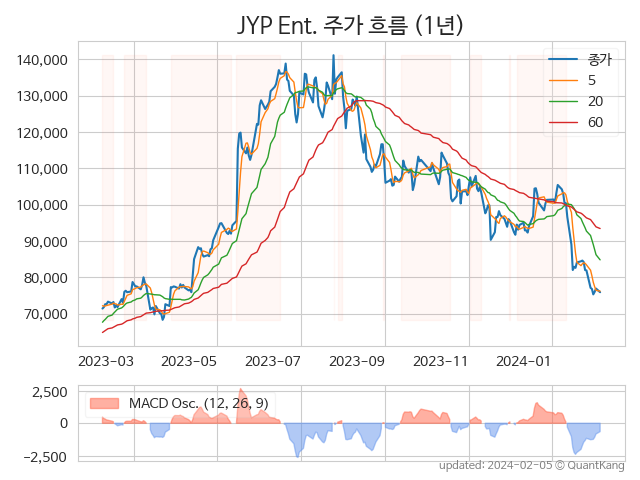 JYP Ent. 주가 흐름 (1년)
종가
5
20
60
140,000
130,000
120,000
110,000
100,000
90,000
80,000
70,000
2023-03 2023-05 2023-07 2023-09 2023-11 2024-01
MACD Osc. (12, 26, 9)
2,500
0
−2,500
updated: 2024-02-05 © QuantKang